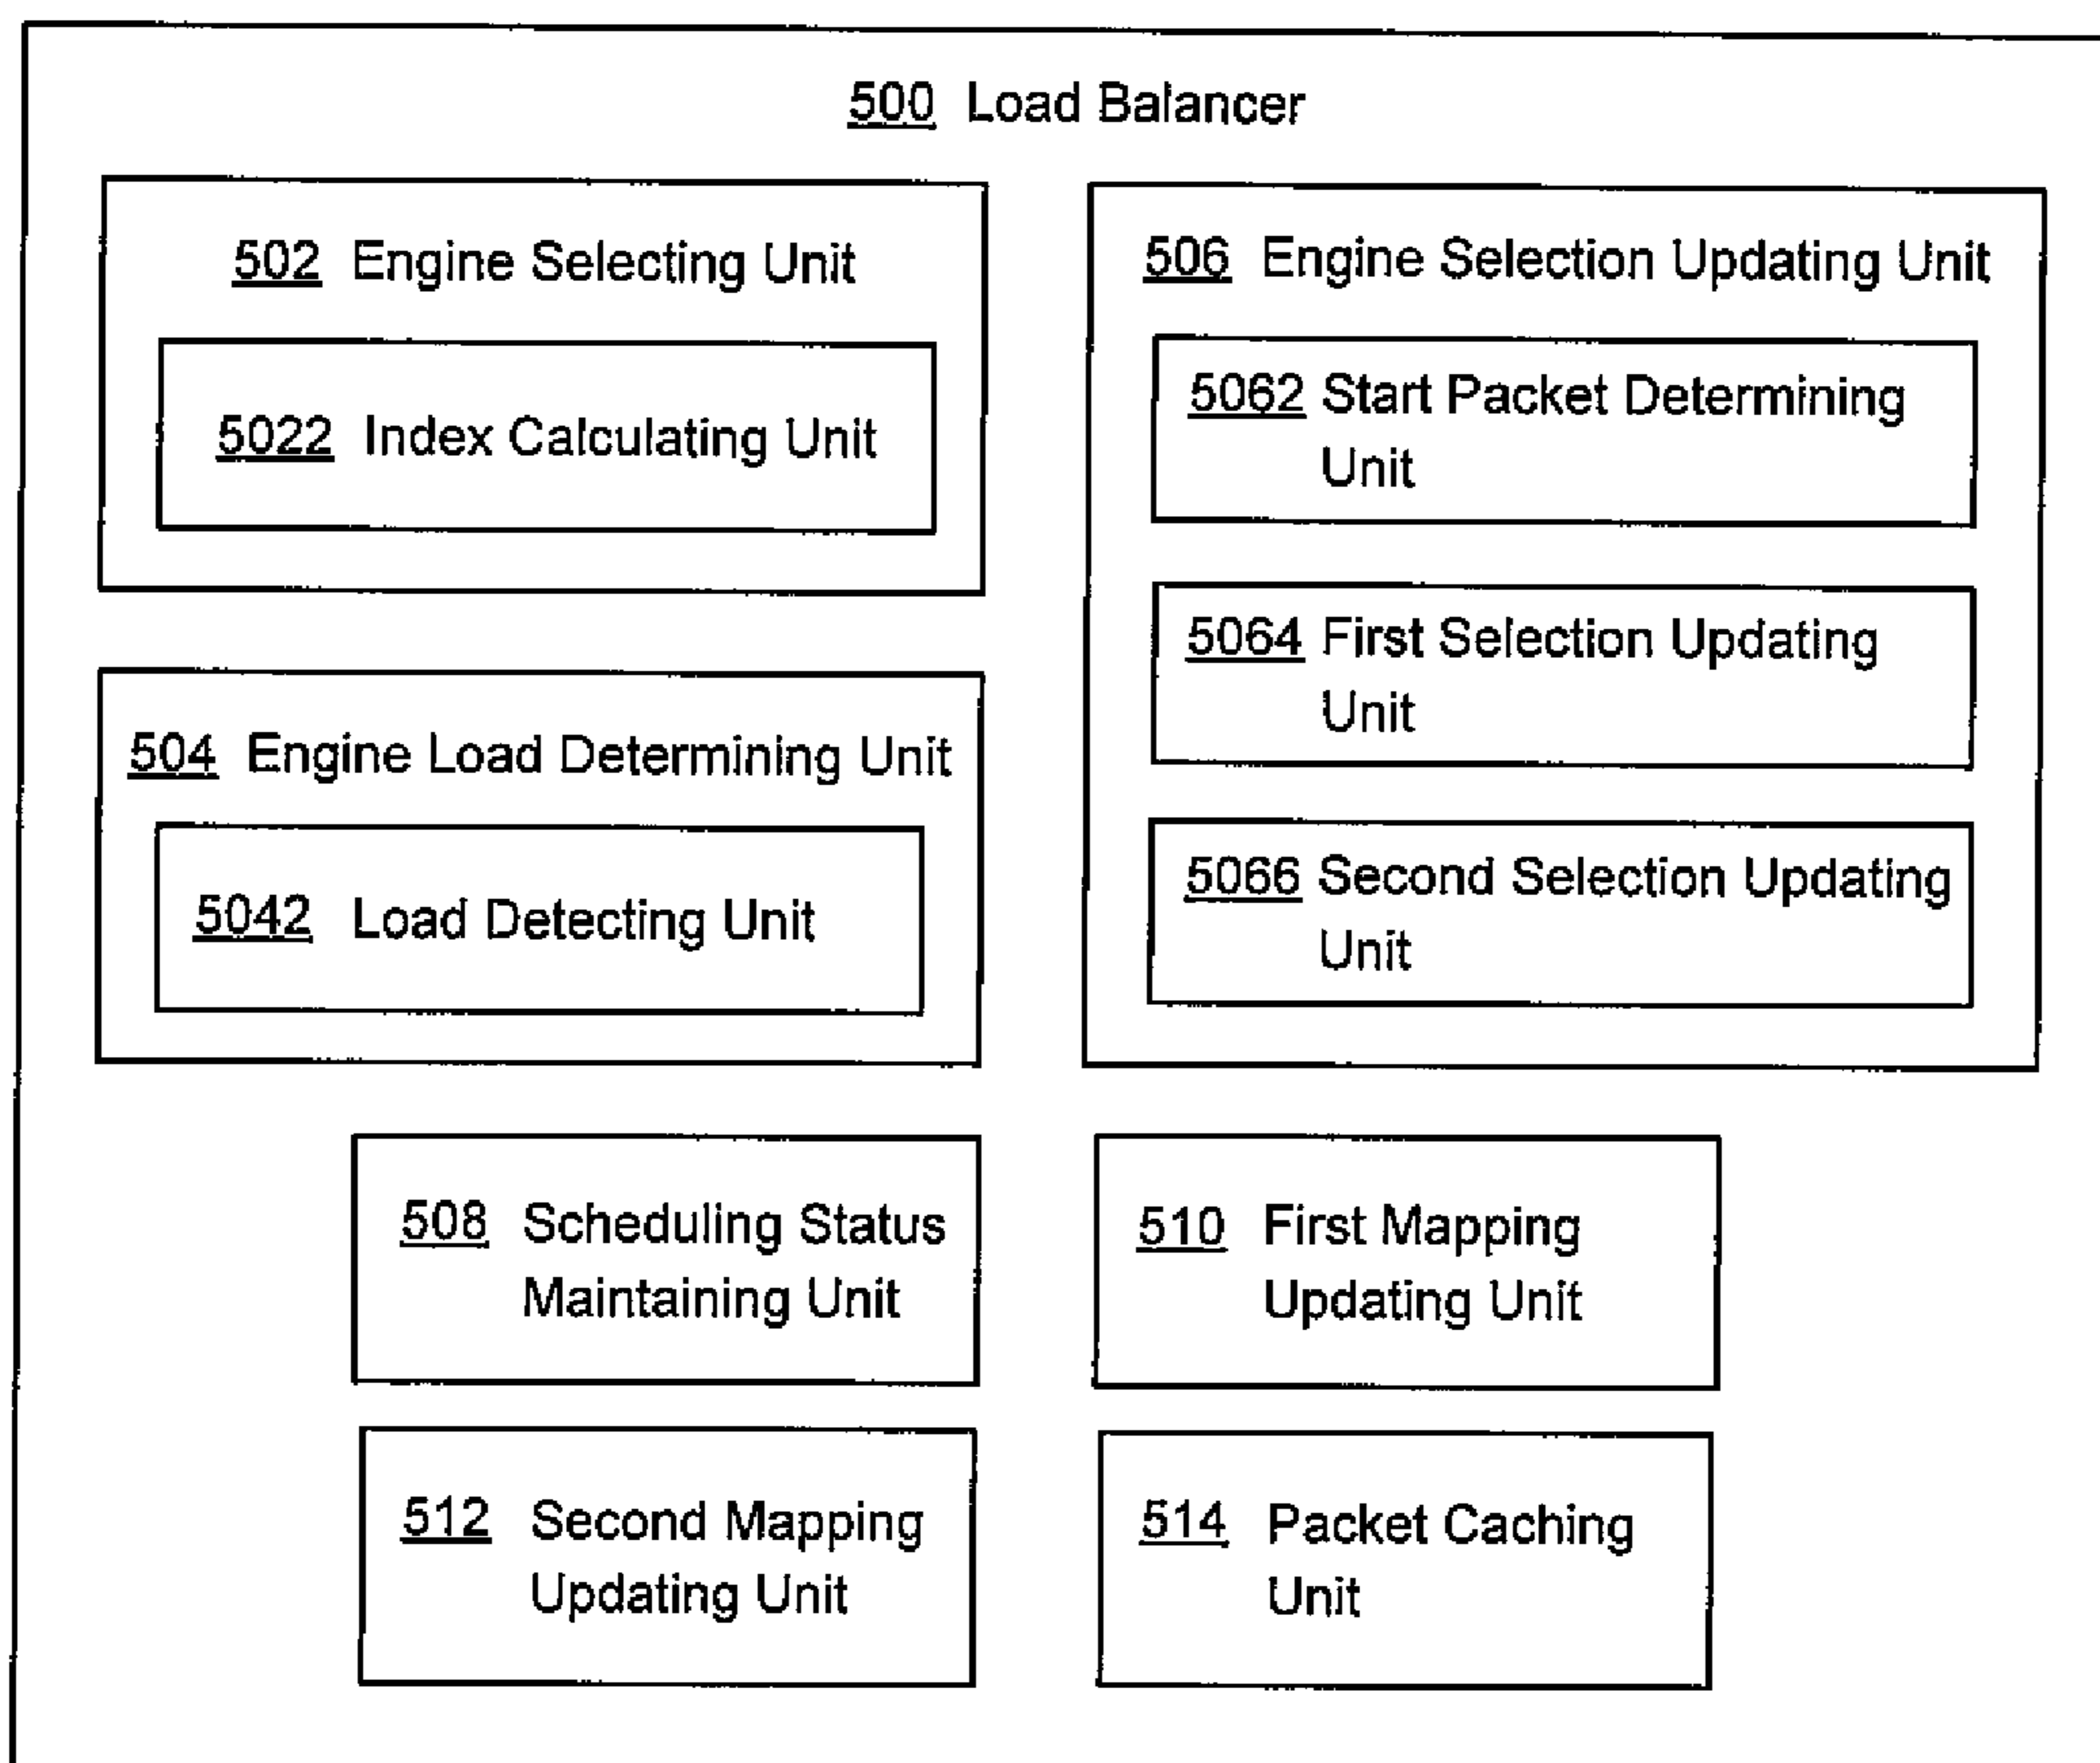 500 Load Balancer
502 Engine Selecting Unit
5022 Index Calculating Unit
504 Engine Load Determining Unit
5042 Load Detecting Unit
506 Engine Selection Updating Unit
5062 Start Packet Determining
Unit
5064 First Selection Updating
Unit
5066 Second Selection Updating
Unit
508 Scheduling Status
Maintaining Unit
510 First Mapping
Updating Unit
512 Second Mapping
Updating Unit
514 Packet Caching
Unit